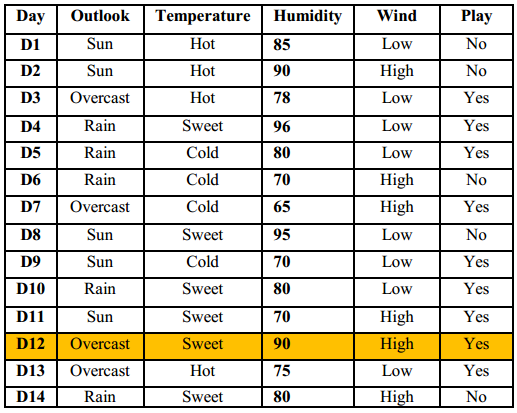 Day Outlook Temperature Humidity Wind Play
D1 Sun Hot 85 Low No
D2 Sun Hot 90 High No
D3 Overcast Hot 78 Low Yes
D4 Rain Sweet 96 Low Yes
D5 Rain Cold 80 Low Yes
D6 Rain Cold 70 High No
D7 Overcast Cold 65 High Yes
D8 Sun Sweet 95 Low No
D9 Sun Cold 70 Low Yes
D10 Rain Sweet 80 Low Yes
D11 Sun Sweet 70 High Yes
D12 Overcast Sweet 90 High Yes
D13 Overcast Hot 75 Low Yes
D14 Rain Sweet 80 High No